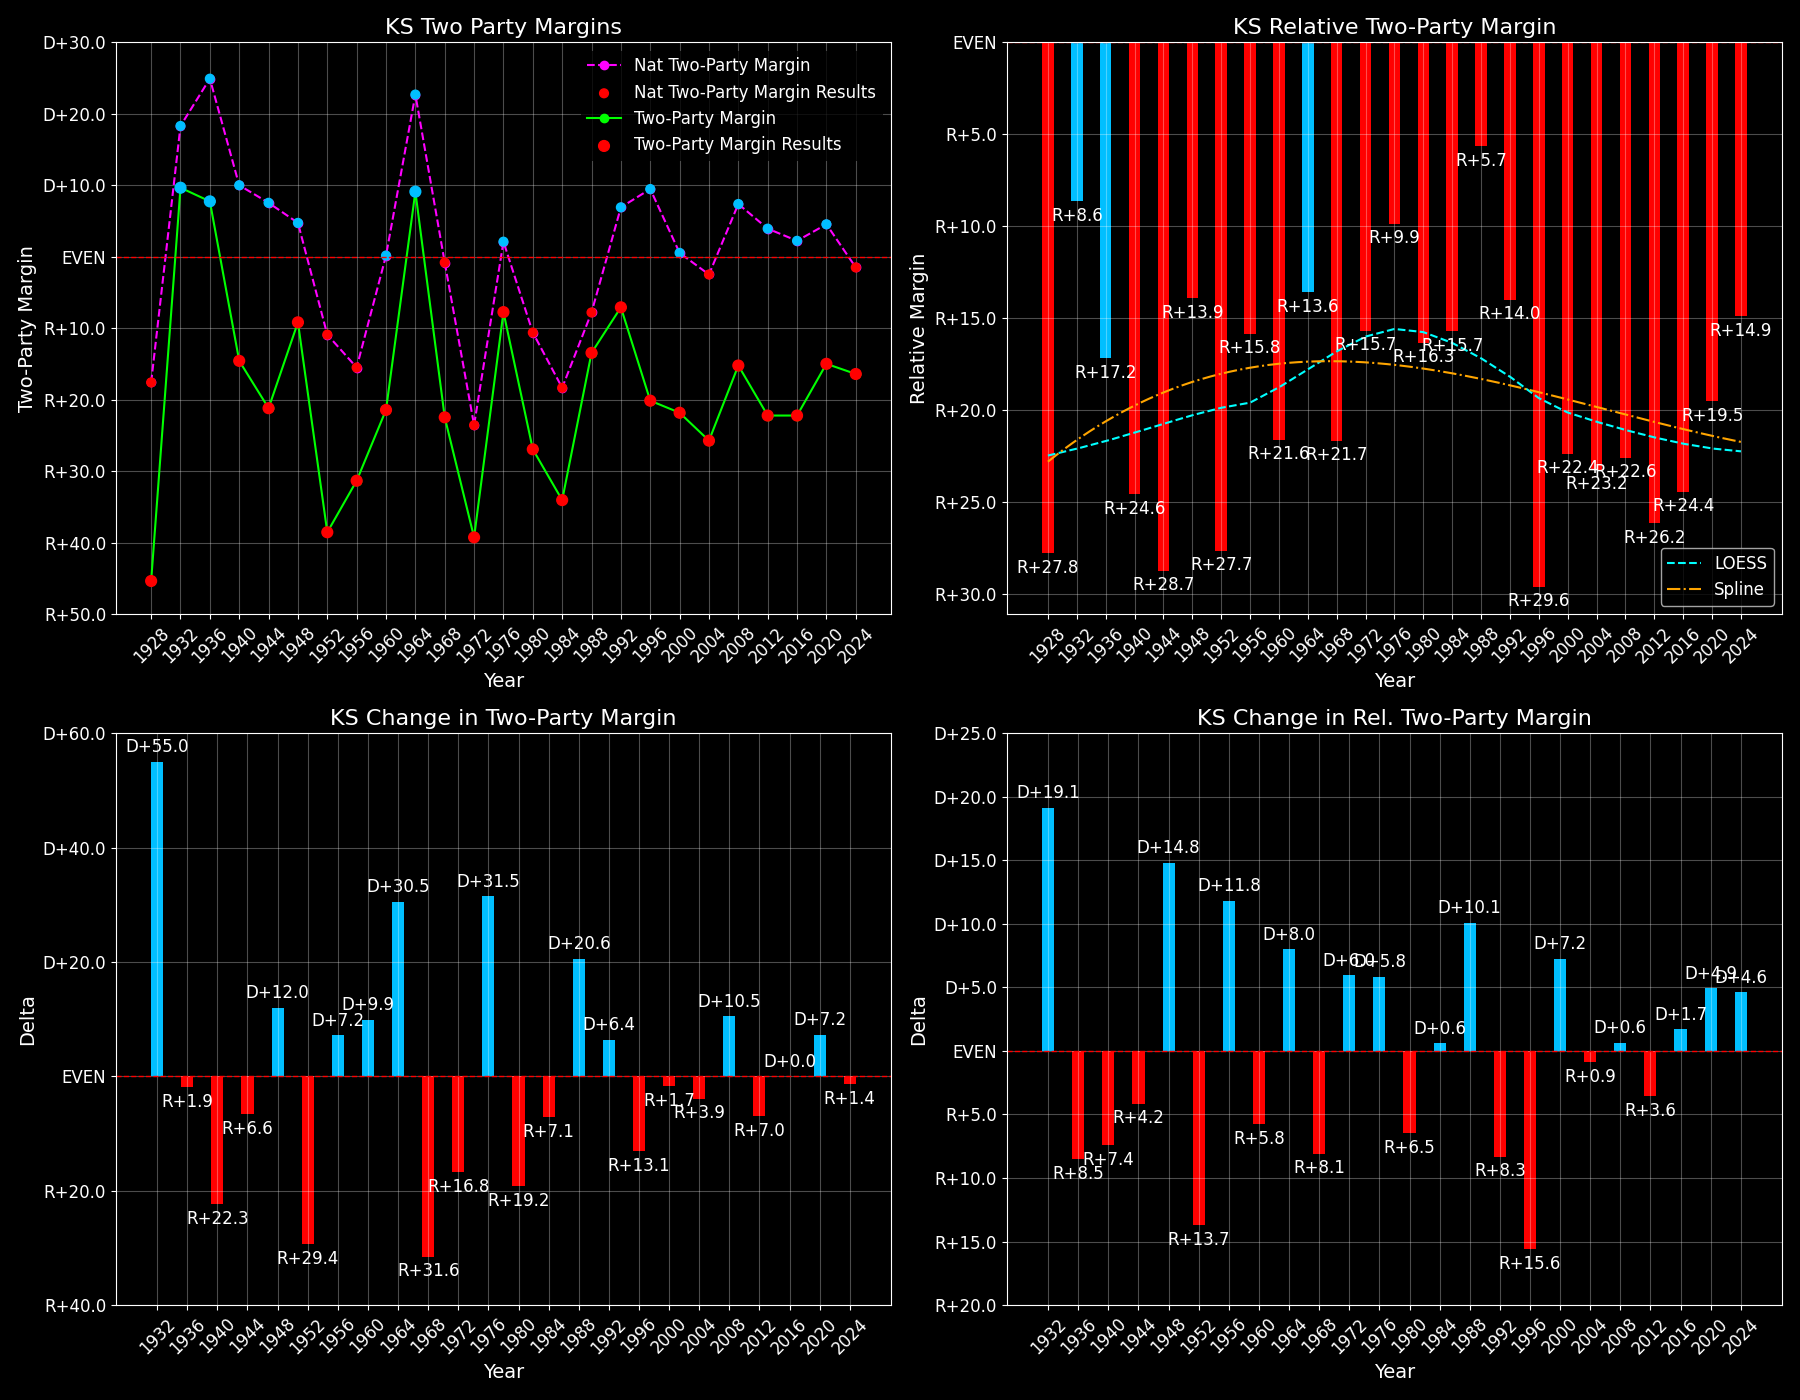 KS Two Party Margins
Two-Party Margin
D+30.0
D+20.0
D+10.0
EVEN
R+10.0
R+20.0
R+30.0
R+40.0
R+50.0
Nat Two-Party Margin
Nat Two-Party Margin Results
Two-Party Margin
Two-Party Margin Results
1928 1932 1936 1940 1944 1948 1952 1956 1960 1964 1968 1972 1976 1980 1984 1988 1992 1996 2000 2004 2008 2012 2016 2020 2024
Year
KS Relative Two-Party Margin
Relative Margin
EVEN
R+5.0
R+10.0
R+15.0
R+20.0
R+25.0
R+30.0
R+27.8 R+8.6 R+17.2 R+24.6 R+28.7 R+13.9 R+27.7 R+15.8 R+21.6 R+13.6 R+21.7 R+15.7 R+9.9 R+16.3 R+15.7 R+5.7 R+14.0 R+29.6 R+22.4 R+23.2 R+22.6 R+26.2 R+24.4 R+19.5 R+14.9
LOESS
Spline
1928 1932 1936 1940 1944 1948 1952 1956 1960 1964 1968 1972 1976 1980 1984 1988 1992 1996 2000 2004 2008 2012 2016 2020 2024
Year
KS Change in Two-Party Margin
Delta
D+60.0
D+40.0
D+20.0
EVEN
R+20.0
R+40.0
D+55.0 R+1.9 R+22.3 R+6.6 D+12.0 R+29.4 D+7.2 D+9.9 D+30.5 R+31.6 R+16.8 D+31.5 R+19.2 R+7.1 D+20.6 D+6.4 R+13.1 R+1.7 R+3.9 D+10.5 R+7.0 D+0.0 D+7.2 R+1.4
1932 1936 1940 1944 1948 1952 1956 1960 1964 1968 1972 1976 1980 1984 1988 1992 1996 2000 2004 2008 2012 2016 2020 2024
Year
KS Change in Rel. Two-Party Margin
Delta
D+25.0
D+20.0
D+15.0
D+10.0
D+5.0
EVEN
R+5.0
R+10.0
R+15.0
R+20.0
D+19.1 R+8.5 R+7.4 R+4.2 D+14.8 R+13.7 D+11.8 R+5.8 D+8.0 R+8.1 D+6.0 D+5.8 R+6.5 D+0.6 D+10.1 R+8.3 R+15.6 D+7.2 R+0.9 D+0.6 R+3.6 D+1.7 D+4.9 D+4.6
1932 1936 1940 1944 1948 1952 1956 1960 1964 1968 1972 1976 1980 1984 1988 1992 1996 2000 2004 2008 2012 2016 2020 2024
Year